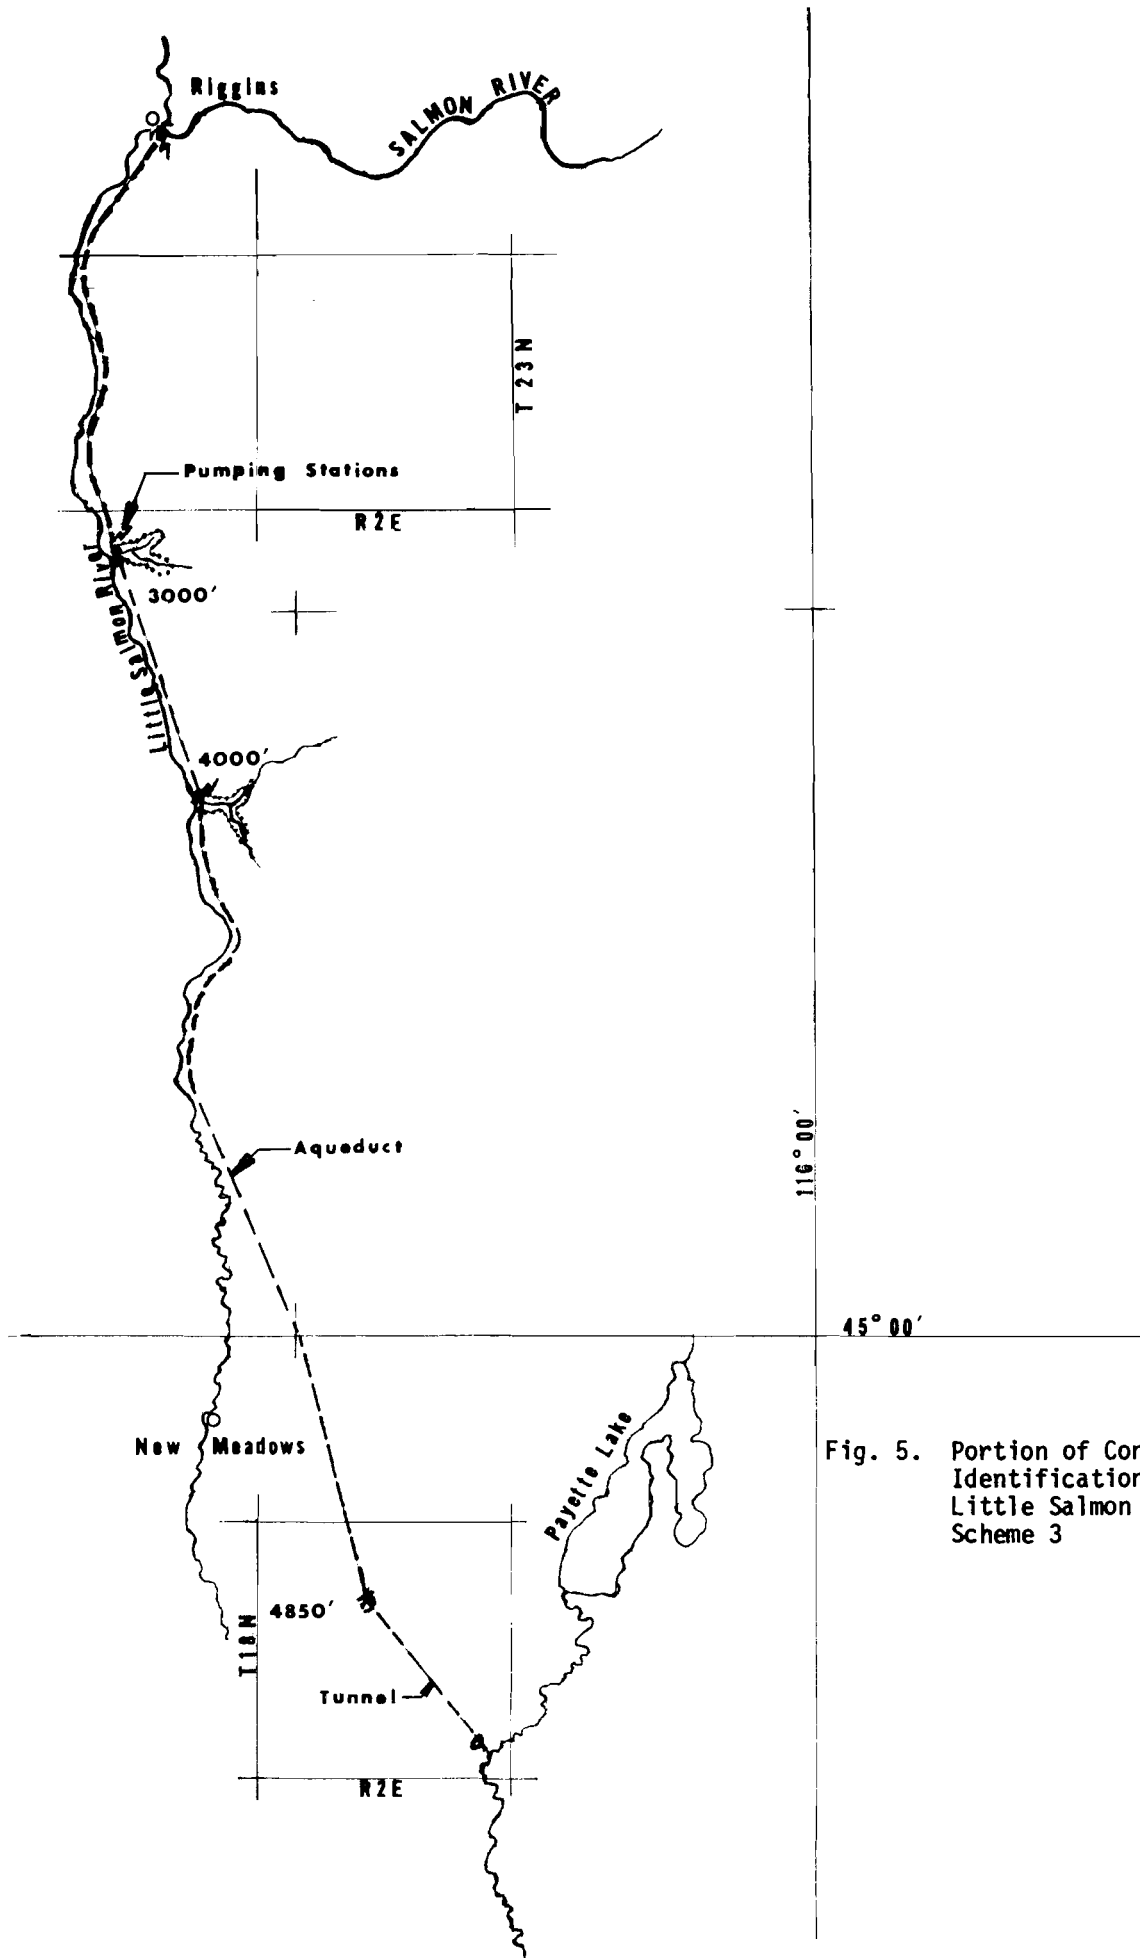 Riggins
SALMON RIVER
T 23 N
Pumping Stations
R 2 E
Little Salmon River
3000'
4000'
Aqueduct
116° 00'
45° 00'
New Meadows
Payette Lake
Fig. 5. Portion of
Identification
Little Salmon
Scheme 3
4850'
T 18 N
Tunnel
R 2 E